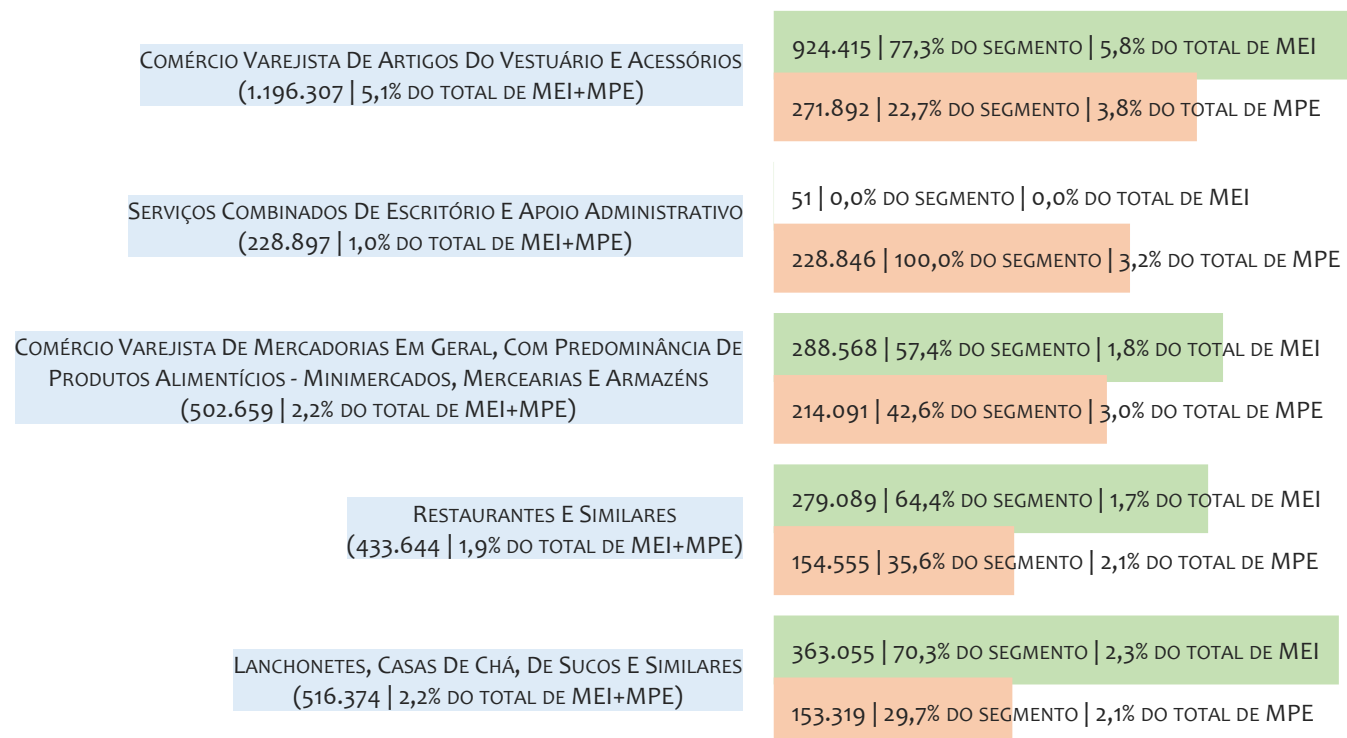 Comércio Varejista De Artigos Do Vestuário E Acessórios
(1.196.307 | 5,1% do total de MEI+MPE)
924.415 | 77,3% do segmento | 5,8% do total de MEI
271.892 | 22,7% do segmento | 3,8% do total de MPE
Serviços Combinados De Escritório E Apoio Administrativo
(228.897 | 1,0% do total de MEI+MPE)
51 | 0,0% do segmento | 0,0% do total de MEI
228.846 | 100,0% do segmento | 3,2% do total de MPE
Comércio Varejista De Mercadorias Em Geral, Com Predominância De
Produtos Alimentícios - Minimercados, Mercearias E Armazéns
(502.659 | 2,2% do total de MEI+MPE)
288.568 | 57,4% do segmento | 1,8% do total de MEI
214.091 | 42,6% do segmento | 3,0% do total de MPE
Restaurantes E Similares
(433.644 | 1,9% do total de MEI+MPE)
279.089 | 64,4% do segmento | 1,7% do total de MEI
154.555 | 35,6% do segmento | 2,1% do total de MPE
Lanchonetes, Casas De Chá, De Sucos E Similares
(516.374 | 2,2% do total de MEI+MPE)
363.055 | 70,3% do segmento | 2,3% do total de MEI
153.319 | 29,7% do segmento | 2,1% do total de MPE